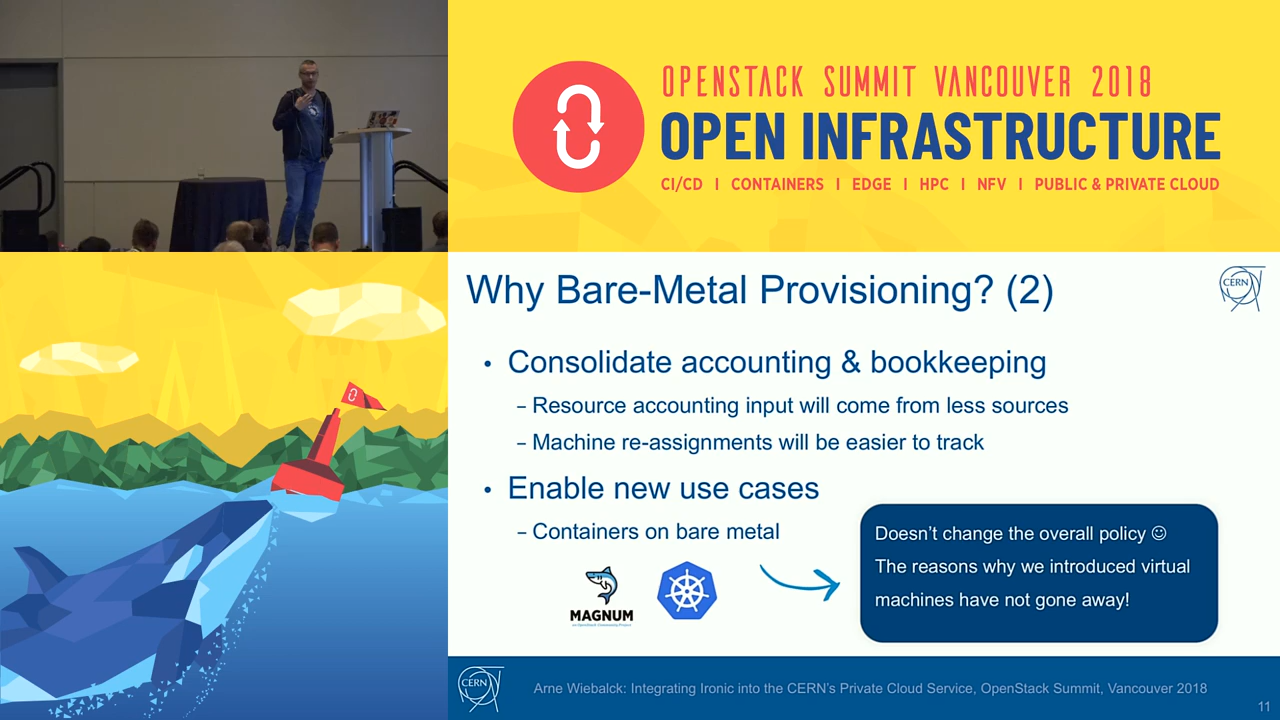 OPENSTACK SUMMIT VANCOUVER 2018
OPEN INFRASTRUCTURE
CI/CD | CONTAINERS | EDGE | HPC | NFV | PUBLIC & PRIVATE CLOUD
Why Bare-Metal Provisioning? (2)
CERN
• Consolidate accounting & bookkeeping
– Resource accounting input will come from less sources
– Machine re-assignments will be easier to track
• Enable new use cases
– Containers on bare metal
MAGNUM
Doesn't change the overall policy ☺
The reasons why we introduced virtual
machines have not gone away!
CERN
Arne Wiebalck: Integrating Ironic into the CERN's Private Cloud Service, OpenStack Summit, Vancouver 2018
11